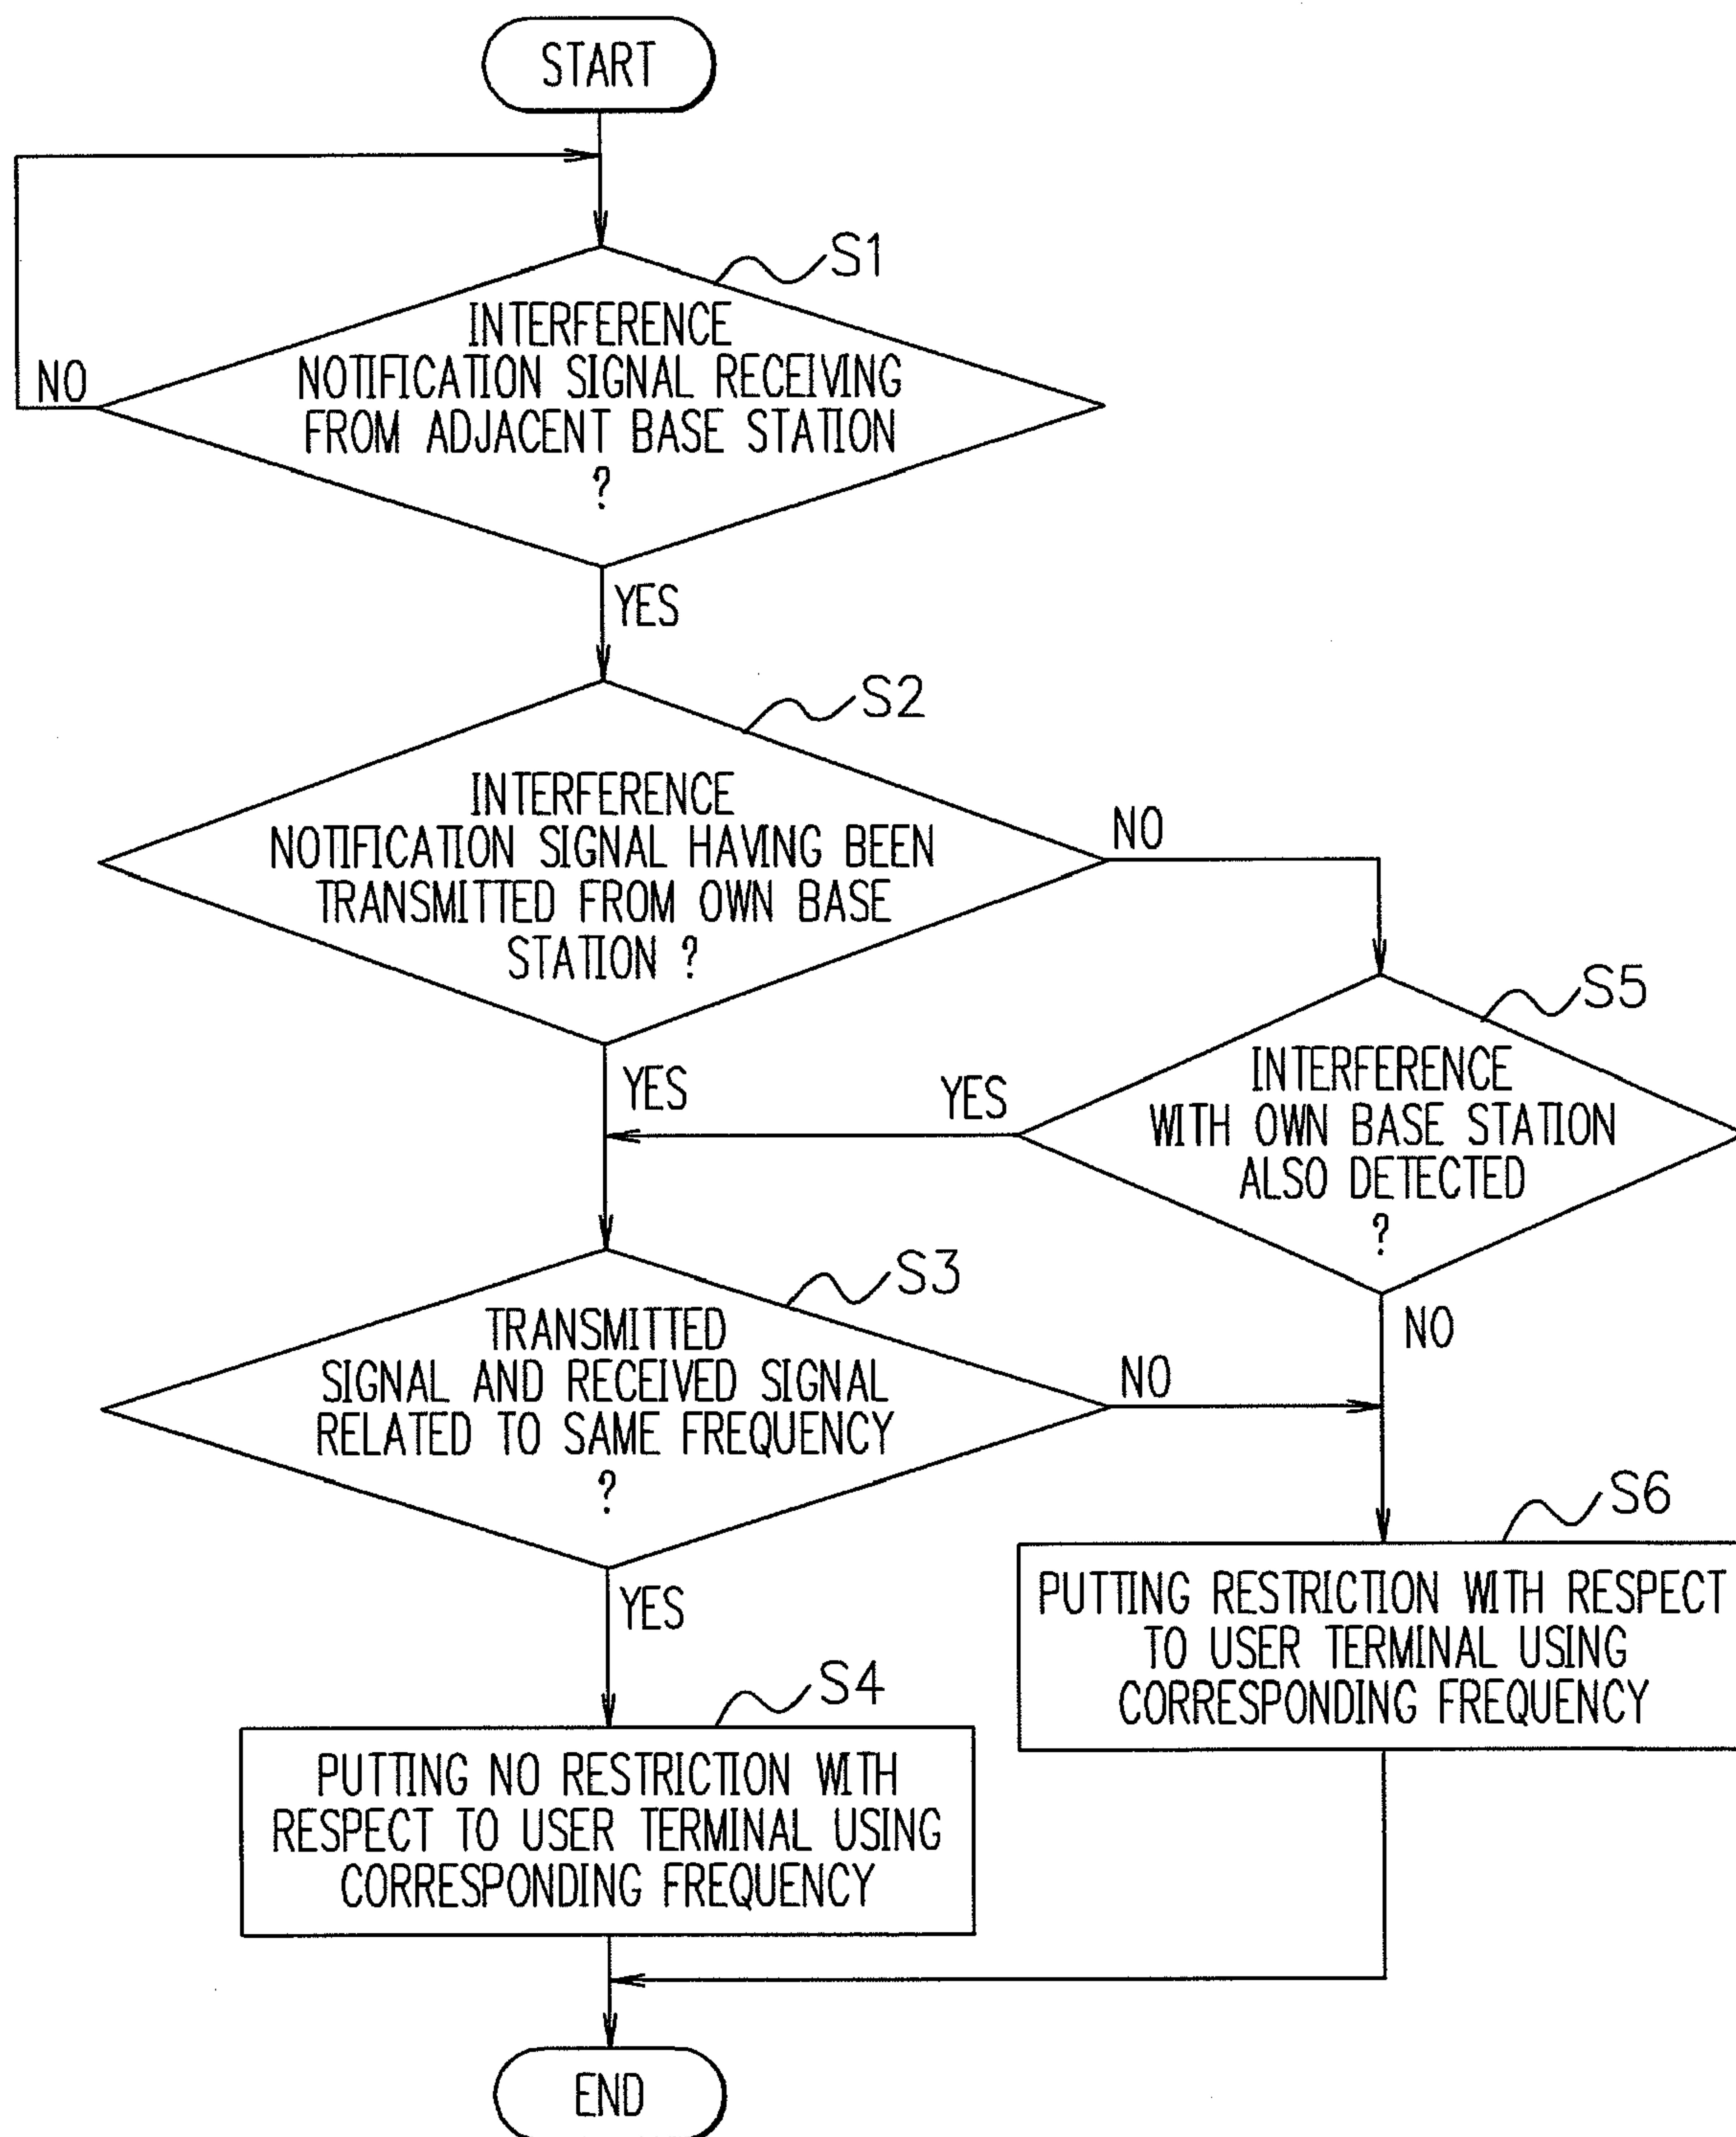 START
S1
INTERFERENCE
NOTIFICATION SIGNAL RECEIVING
FROM ADJACENT BASE STATION
?
NO
YES
S2
INTERFERENCE
NOTIFICATION SIGNAL HAVING BEEN
TRANSMITTED FROM OWN BASE
STATION ?
NO
YES
S5
INTERFERENCE
WITH OWN BASE STATION
ALSO DETECTED
?
YES
NO
S3
TRANSMITTED
SIGNAL AND RECEIVED SIGNAL
RELATED TO SAME FREQUENCY
?
NO
YES
S6
PUTTING RESTRICTION WITH RESPECT
TO USER TERMINAL USING
CORRESPONDING FREQUENCY
S4
PUTTING NO RESTRICTION WITH
RESPECT TO USER TERMINAL USING
CORRESPONDING FREQUENCY
END